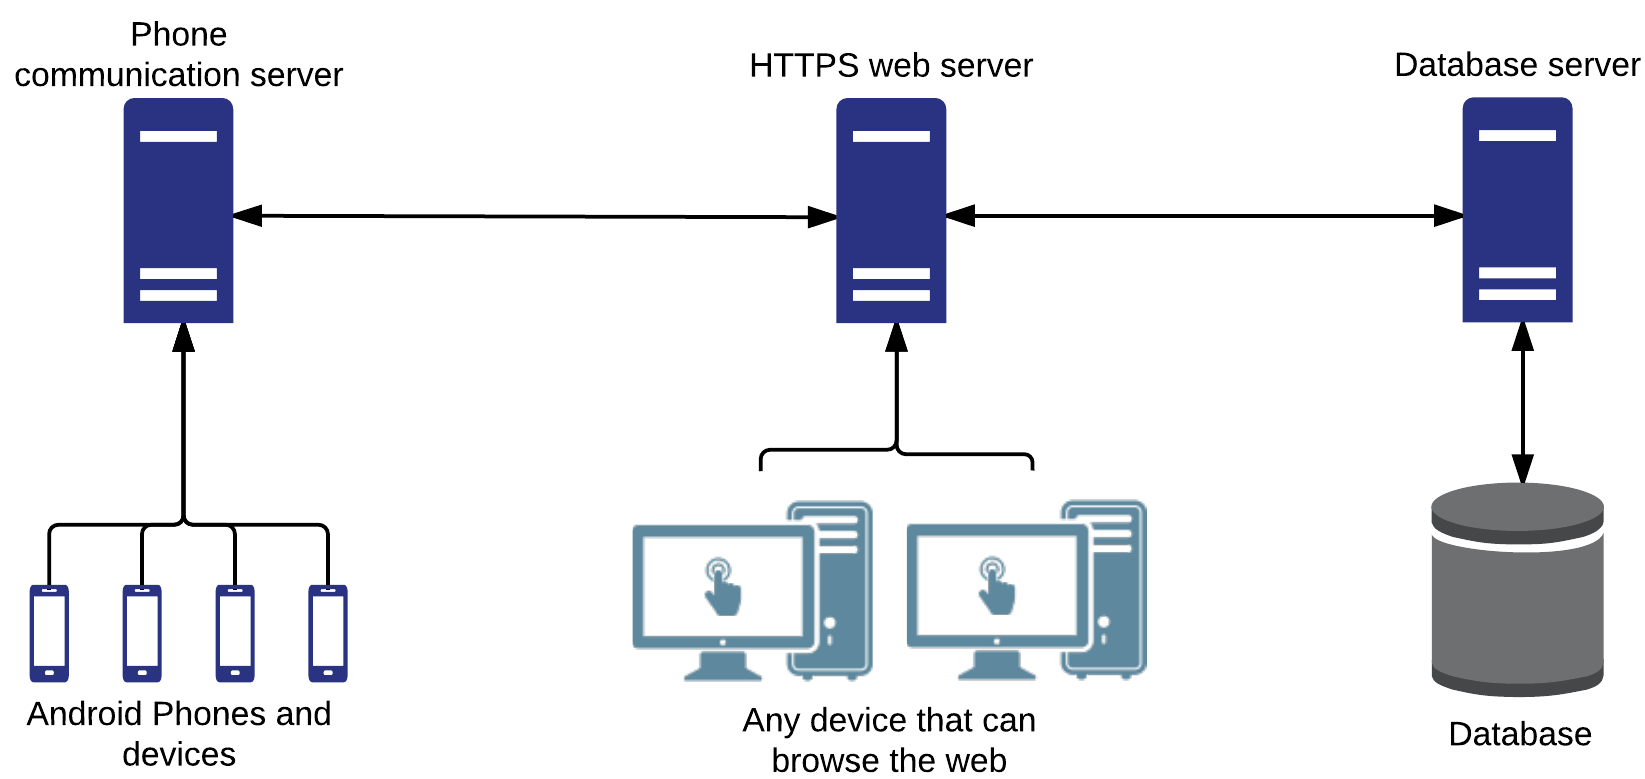 Phone
communication server
HTTPS web server
Database server
Android Phones and
devices
Any device that can
browse the web
Database